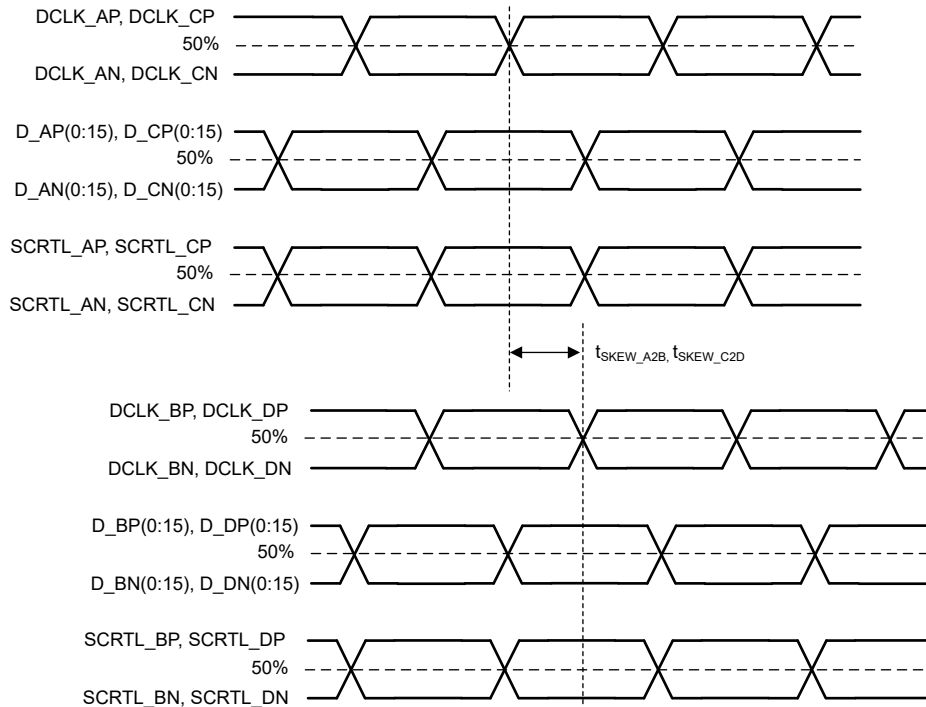 DCLK_AP, DCLK_CP
50%
DCLK_AN, DCLK_CN
D_AP(0:15), D_CP(0:15)
50%
D_AN(0:15), D_CN(0:15)
SCRTL_AP, SCRTL_CP
50%
SCRTL_AN, SCRTL_CN
tSKEW_A2B, tSKEW_C2D
DCLK_BP, DCLK_DP
50%
DCLK_BN, DCLK_DN
D_BP(0:15), D_DP(0:15)
50%
D_BN(0:15), D_DN(0:15)
SCRTL_BP, SCRTL_DP
50%
SCRTL_BN, SCRTL_DN